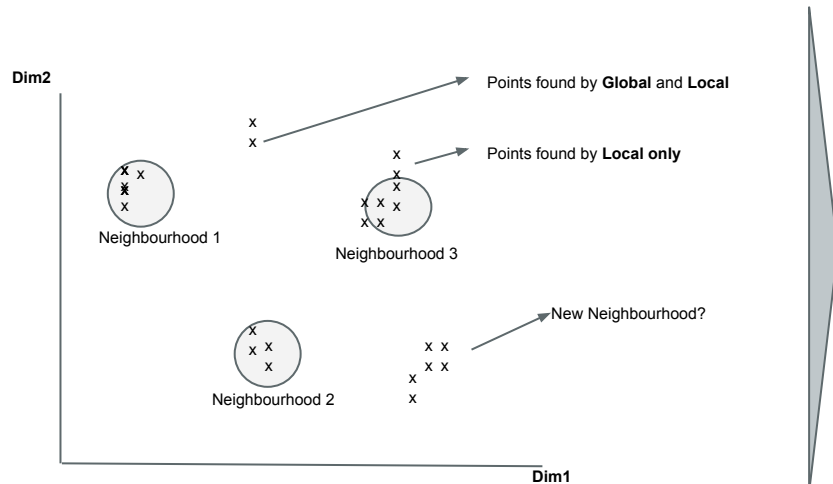 Dim2
Points found by Global and Local
x
x
Points found by Local only
x
x
x x
x
x
x
x x x
x
x x
Neighbourhood 1
Neighbourhood 3
New Neighbourhood?
x
x
x
x x
x
x x
x
x
Neighbourhood 2
Dim1